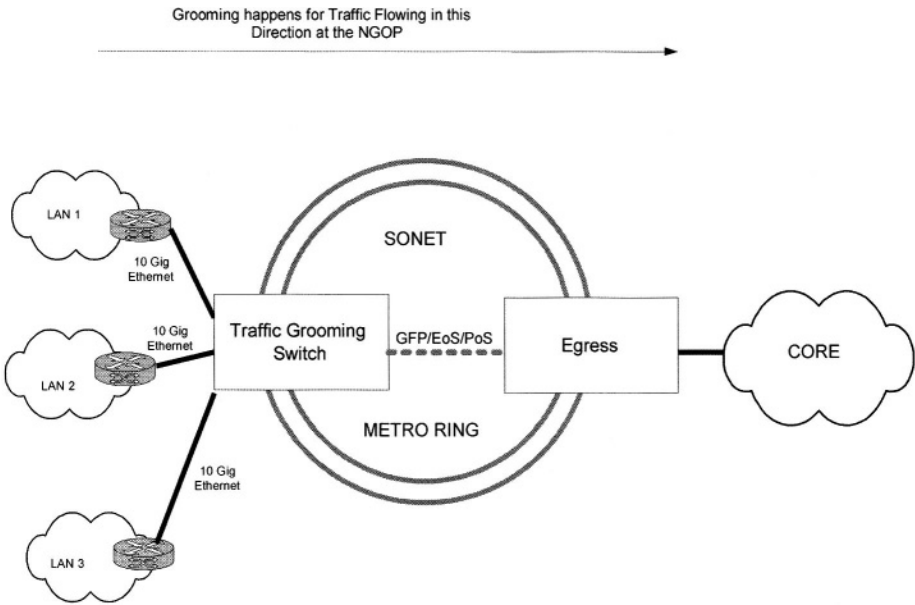 Grooming happens for Traffic Flowing in this
Direction at the NGOP
LAN 1
10 Gig
Ethernet
SONET
10 Gig
Ethernet
Traffic Grooming
Switch
GFP/EoS/PoS
Egress
CORE
LAN 2
METRO RING
10 Gig
Ethernet
LAN 3